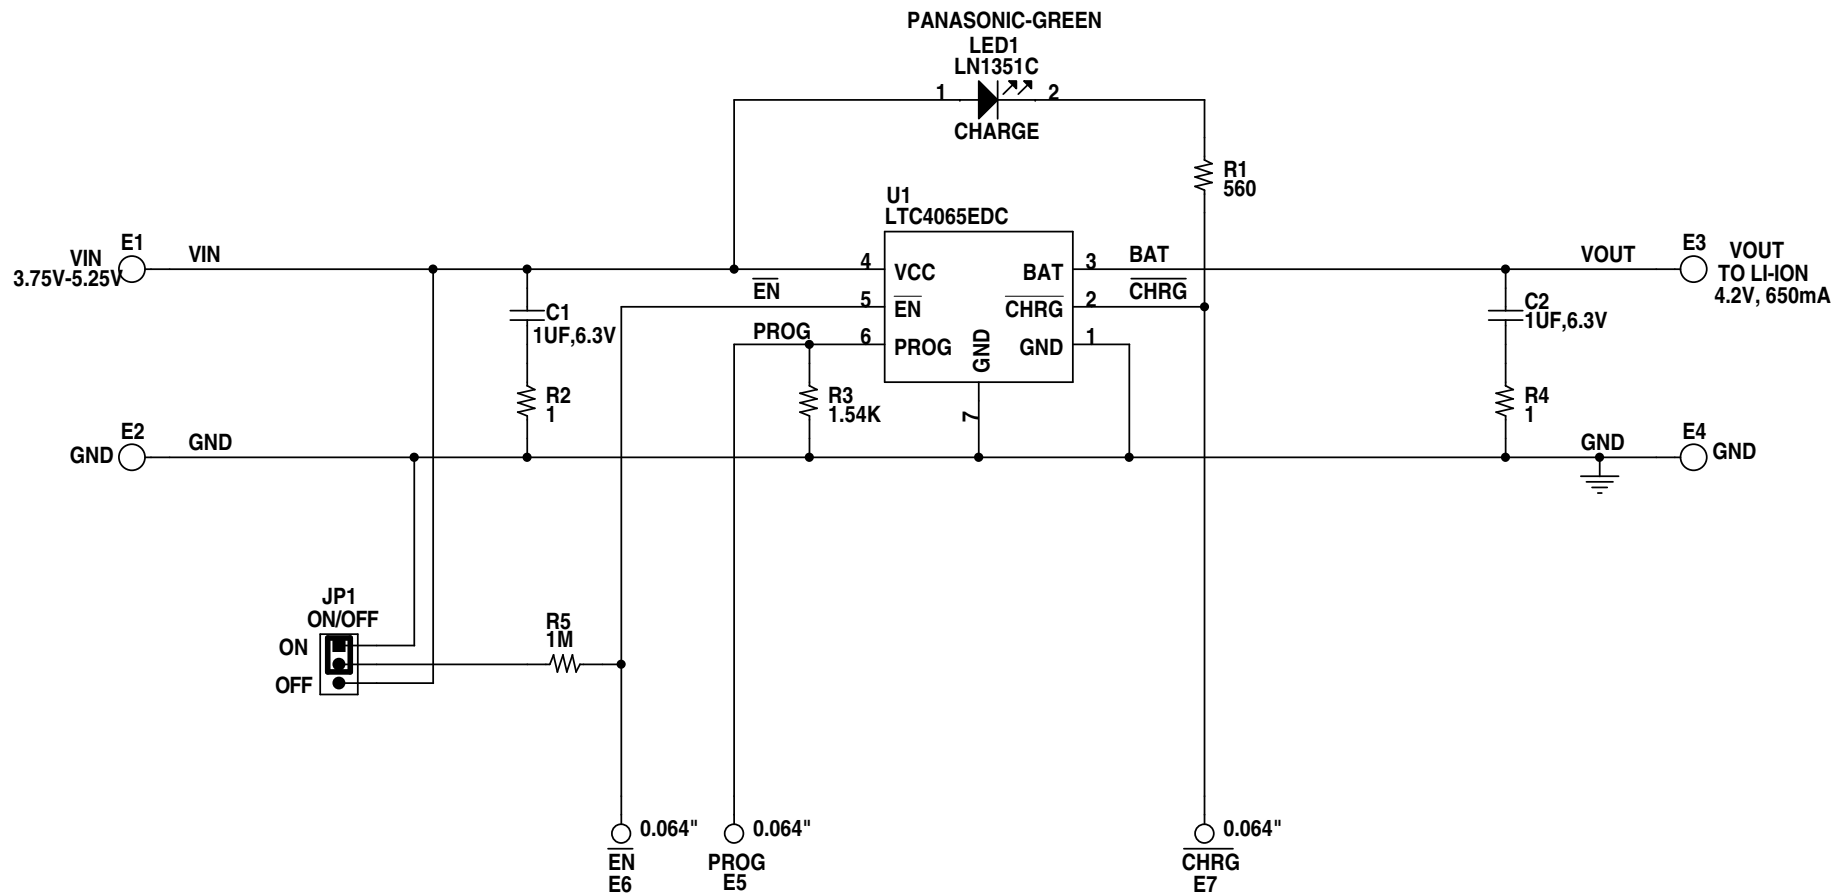 PANASONIC-GREEN
LED1
LN1351C
1
2
CHARGE
R1
560
U1
LTC4065EDC
E1
VIN
3.75V-5.25V
VIN
4
VCC
BAT
3
BAT
VOUT
E3
VOUT
TO LI-ION
4.2V, 650mA
EN
5
EN
CHRG
2
CHRG
C1
1UF,6.3V
C2
1UF,6.3V
PROG
6
PROG
GND
GND
1
R2
1
R3
1.54K
7
R4
1
E2
GND
GND
GND
E4
GND
JP1
ON/OFF
ON
OFF
R5
1M
0.064"
EN
E6
0.064"
PROG
E5
0.064"
CHRG
E7